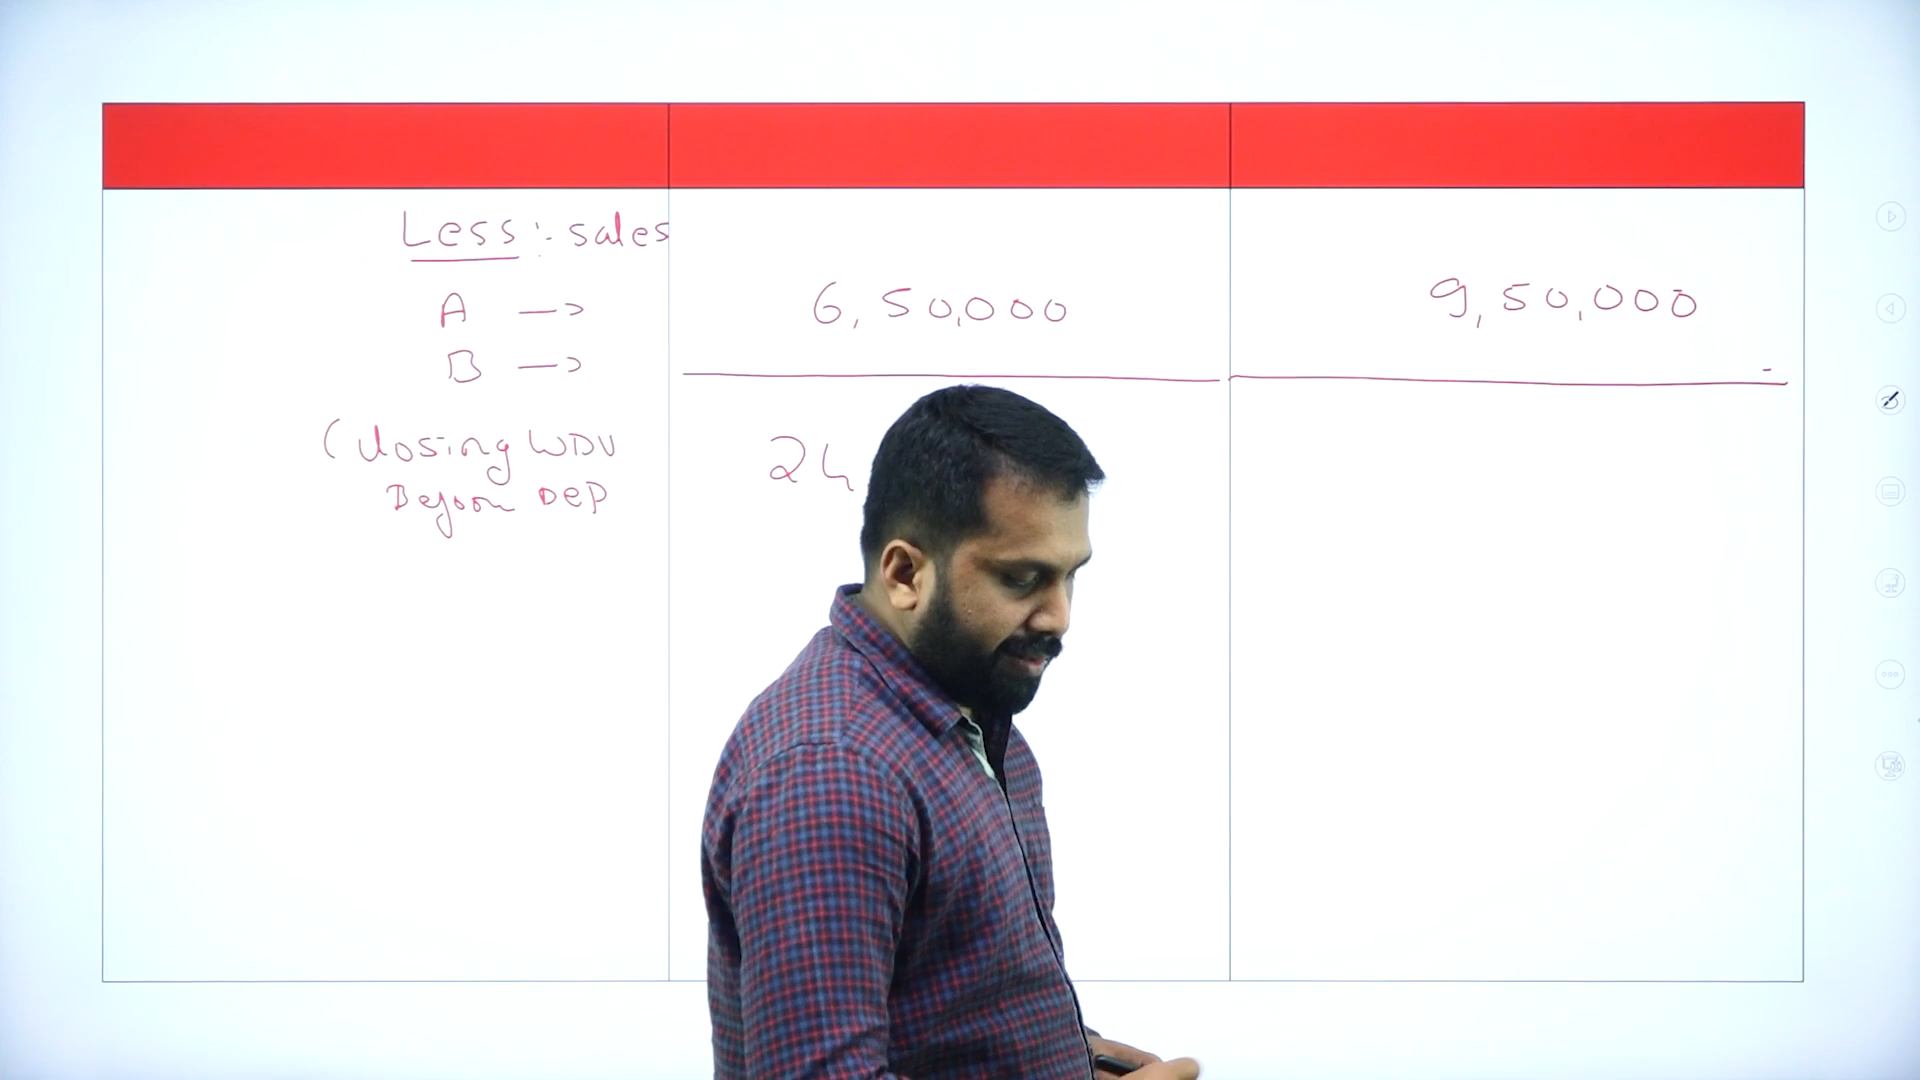 Less :- sales
A → 6,50,000 9,50,000
B → -
Closing WDV 24
Before DEP